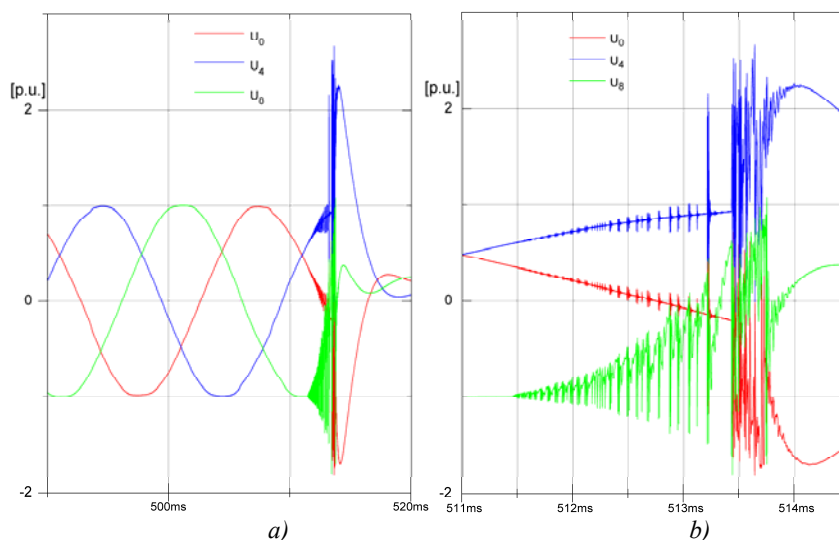 U₀
U₄
U₀
[p.u.]
2
0
-2
500ms
520ms
a)
U₀
U₄
U₈
[p.u.]
2
0
-2
511ms
512ms
513ms
514ms
b)